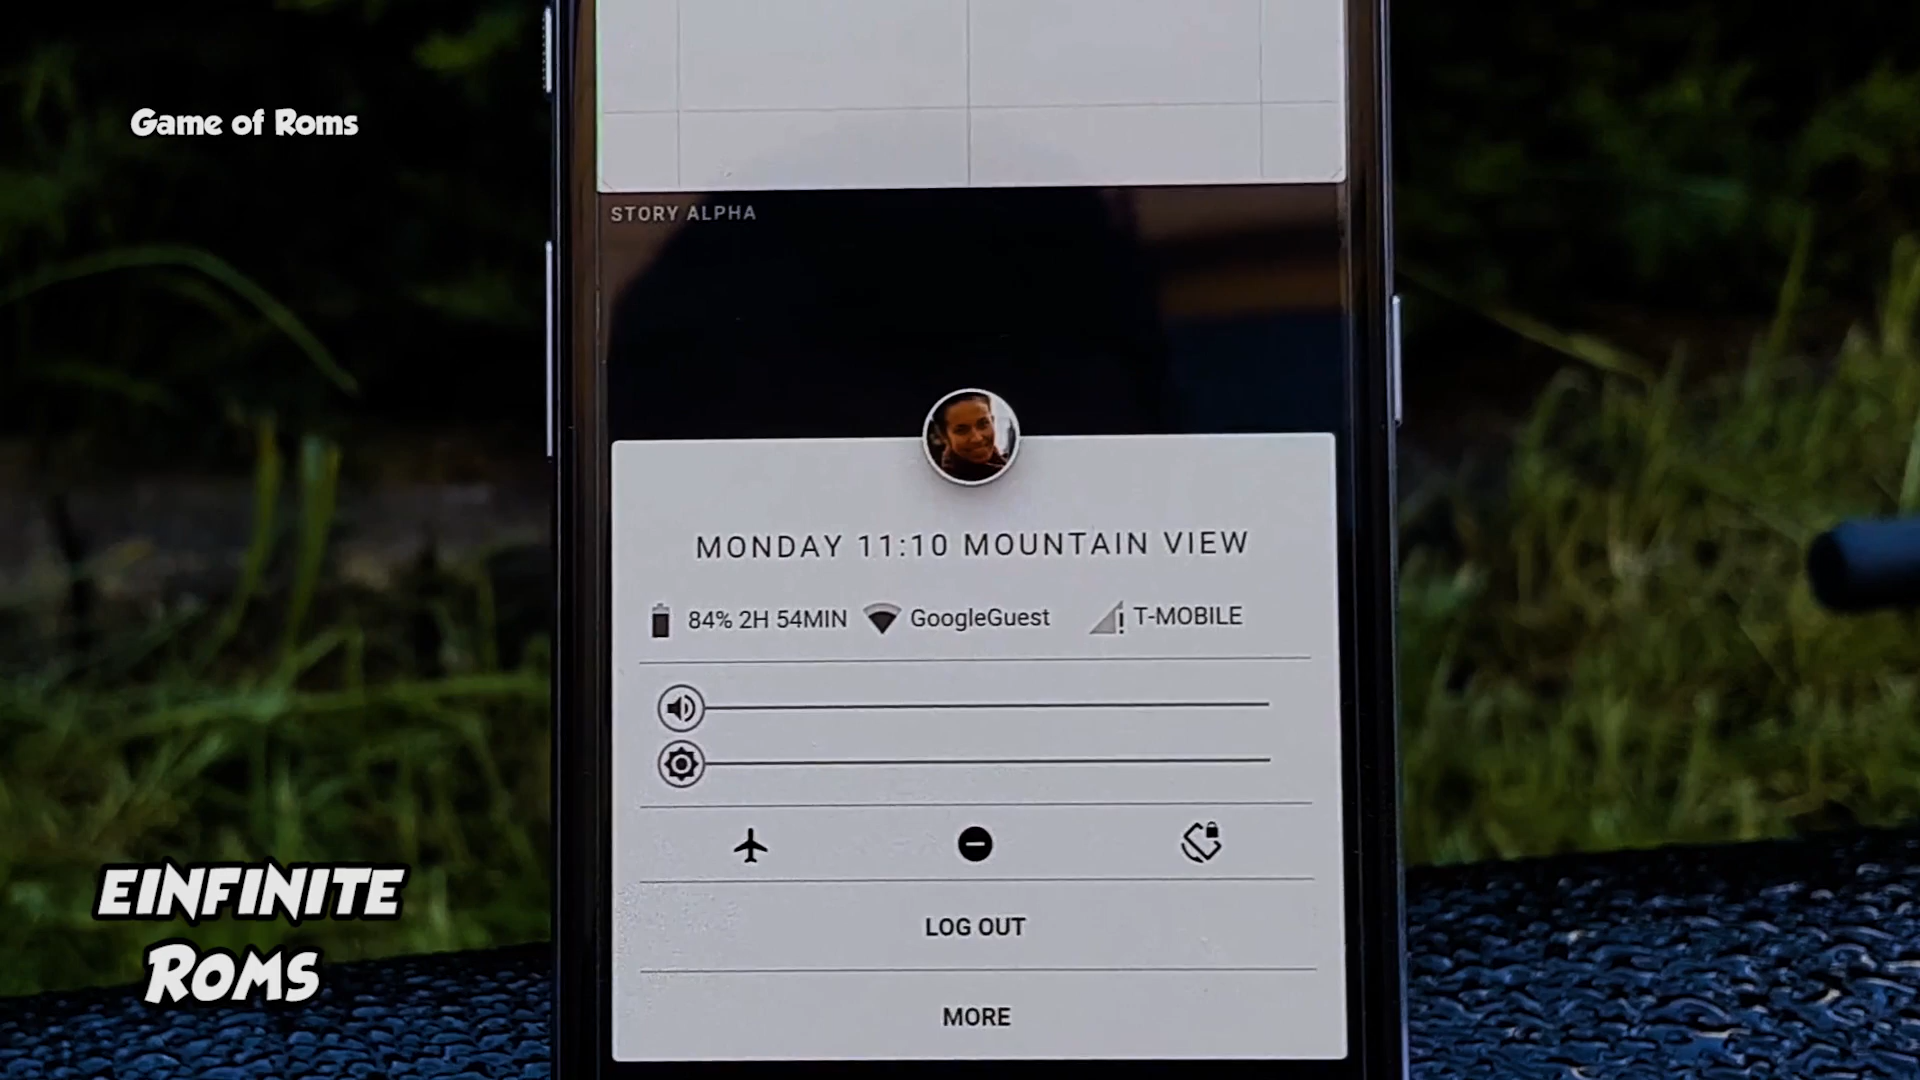 Game of Roms
STORY ALPHA
MONDAY 11:10 MOUNTAIN VIEW
84% 2H 54MIN GoogleGuest T-MOBILE
LOG OUT
MORE
EINFINITE
ROMS